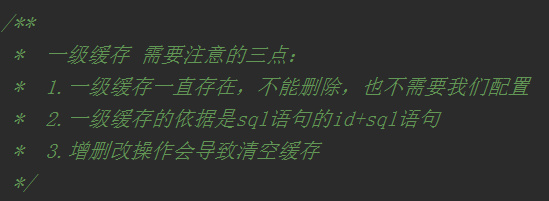 /**
* 一级缓存 需要注意的三点：
* 1.一级缓存一直存在，不能删除，也不需要我们配置
* 2.一级缓存的依据是sql语句的id+sql语句
* 3.增删改操作会导致清空缓存
*/